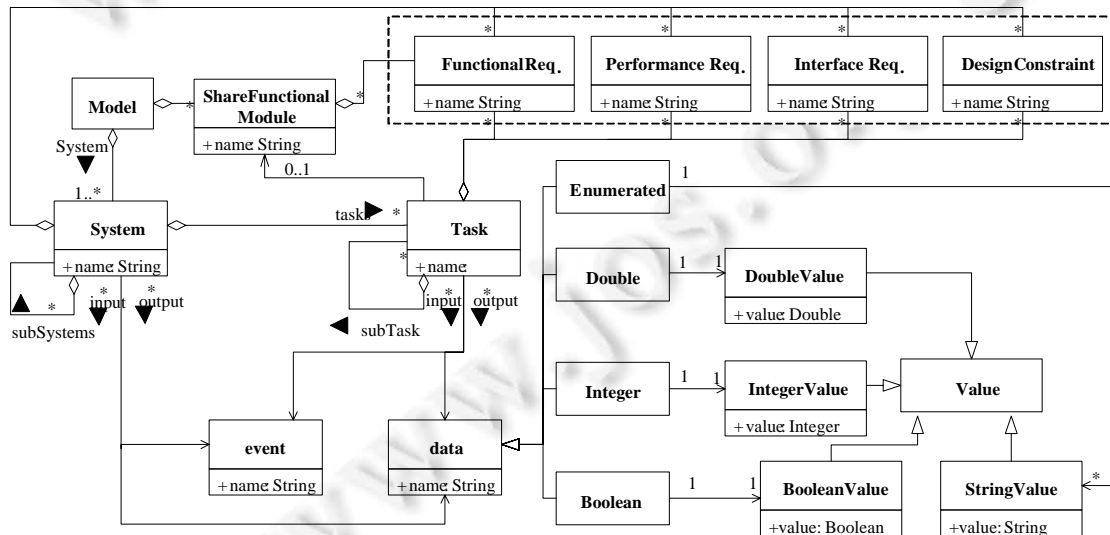 * * * *
FunctionalReq.
+name: String
Performance Req.
+name: String
Interface Req.
+name: String
DesignConstraint
+name: String
* * * *
Model
*
ShareFunctional
Module
+name: String
*
System
1..*
0..1
System
+name: String
tasks
*
Task
+name:
*
subSystems
*
* *
input output
*
subTask
* *
input output
event
+name: String
data
+name: String
Enumerated
1
Double
1 1
DoubleValue
+value: Double
Integer
1 1
IntegerValue
+value: Integer
Value
Boolean
1 1
BooleanValue
+value: Boolean
StringValue
+value: String
*
www.jos.o